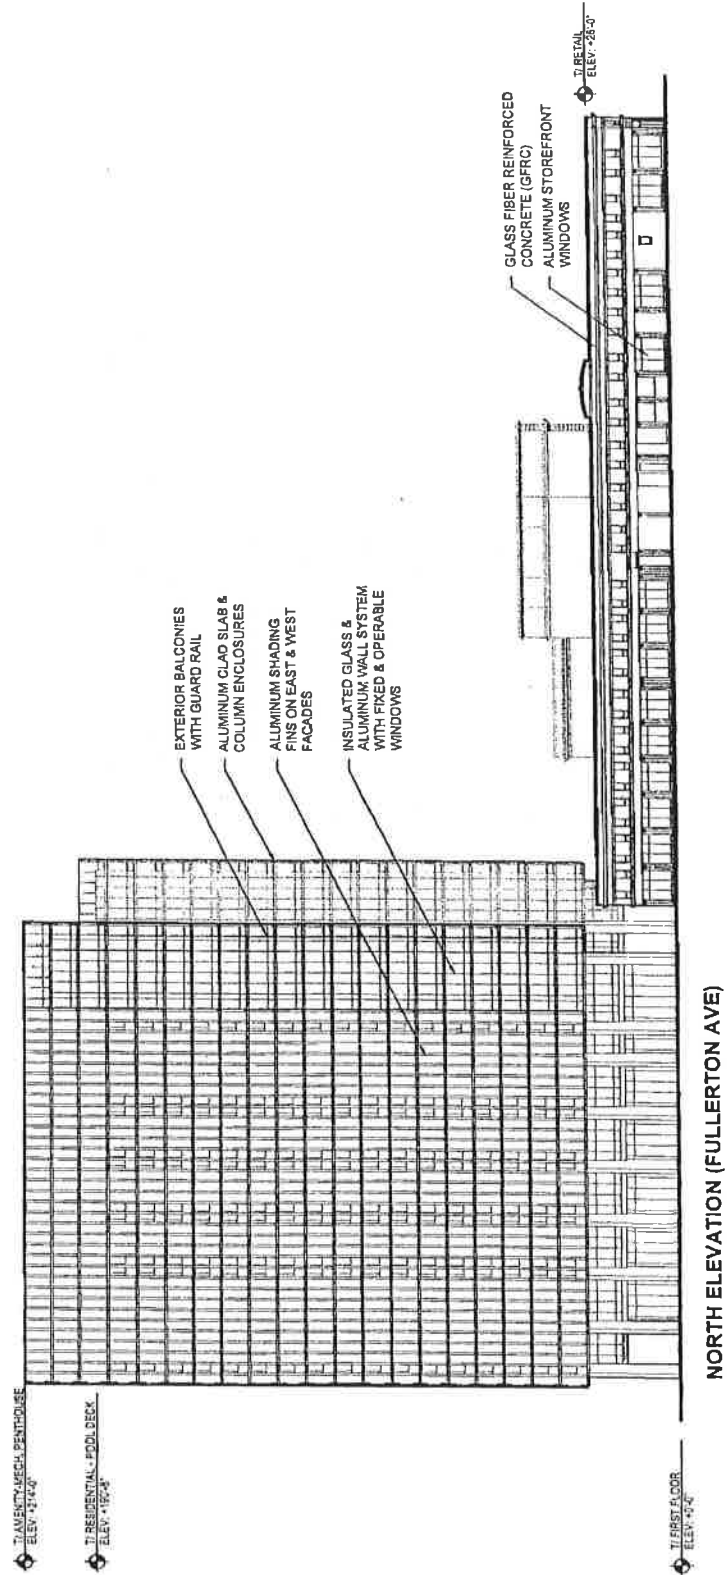 T/ AMENITY-MECH. PENTHOUSE
ELEV: +214'-0"
T/ RESIDENTIAL - POOL DECK
T/ FIRST FLOOR
ELEV: +0'-0"
EXTERIOR BALCONIES
WITH GUARD RAIL
ALUMINUM CLAD SLAB &
COLUMN ENCLOSURES
ALUMINUM SHADING
FINS ON EAST & WEST
FACADES
INSULATED GLASS &
ALUMINUM WALL SYSTEM
WITH FIXED & OPERABLE
WINDOWS
GLASS FIBER REINFORCED
CONCRETE (GFRC)
ALUMINUM STOREFRONT
WINDOWS
T/ RETAIL
NORTH ELEVATION (FULLERTON AVE)